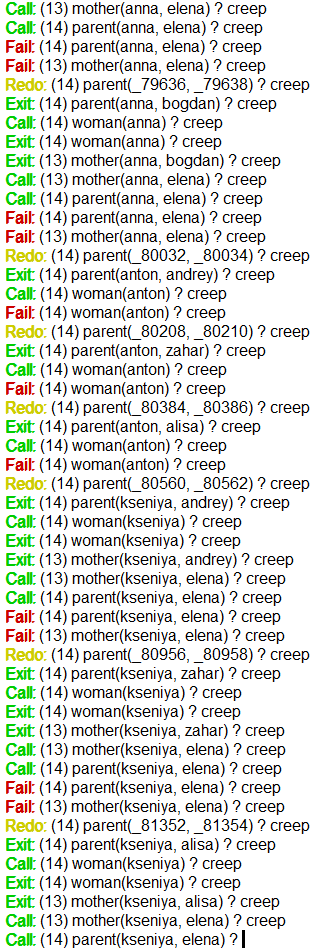 Call: (13) mother(anna, elena) ? creep
Call: (14) parent(anna, elena) ? creep
Fail: (14) parent(anna, elena) ? creep
Fail: (13) mother(anna, elena) ? creep
Redo: (14) parent(_79636, _79638) ? creep
Exit: (14) parent(anna, bogdan) ? creep
Call: (14) woman(anna) ? creep
Exit: (14) woman(anna) ? creep
Exit: (13) mother(anna, bogdan) ? creep
Call: (13) mother(anna, elena) ? creep
Call: (14) parent(anna, elena) ? creep
Fail: (14) parent(anna, elena) ? creep
Fail: (13) mother(anna, elena) ? creep
Redo: (14) parent(_80032, _80034) ? creep
Exit: (14) parent(anton, andrey) ? creep
Call: (14) woman(anton) ? creep
Fail: (14) woman(anton) ? creep
Redo: (14) parent(_80208, _80210) ? creep
Exit: (14) parent(anton, zahar) ? creep
Call: (14) woman(anton) ? creep
Fail: (14) woman(anton) ? creep
Redo: (14) parent(_80384, _80386) ? creep
Exit: (14) parent(anton, alisa) ? creep
Call: (14) woman(anton) ? creep
Fail: (14) woman(anton) ? creep
Redo: (14) parent(_80560, _80562) ? creep
Exit: (14) parent(kseniya, andrey) ? creep
Call: (14) woman(kseniya) ? creep
Exit: (14) woman(kseniya) ? creep
Exit: (13) mother(kseniya, andrey) ? creep
Call: (13) mother(kseniya, elena) ? creep
Call: (14) parent(kseniya, elena) ? creep
Fail: (14) parent(kseniya, elena) ? creep
Fail: (13) mother(kseniya, elena) ? creep
Redo: (14) parent(_80956, _80958) ? creep
Exit: (14) parent(kseniya, zahar) ? creep
Call: (14) woman(kseniya) ? creep
Exit: (14) woman(kseniya) ? creep
Exit: (13) mother(kseniya, zahar) ? creep
Call: (13) mother(kseniya, elena) ? creep
Call: (14) parent(kseniya, elena) ? creep
Fail: (14) parent(kseniya, elena) ? creep
Fail: (13) mother(kseniya, elena) ? creep
Redo: (14) parent(_81352, _81354) ? creep
Exit: (14) parent(kseniya, alisa) ? creep
Call: (14) woman(kseniya) ? creep
Exit: (14) woman(kseniya) ? creep
Exit: (13) mother(kseniya, alisa) ? creep
Call: (13) mother(kseniya, elena) ? creep
Call: (14) parent(kseniya, elena) ?